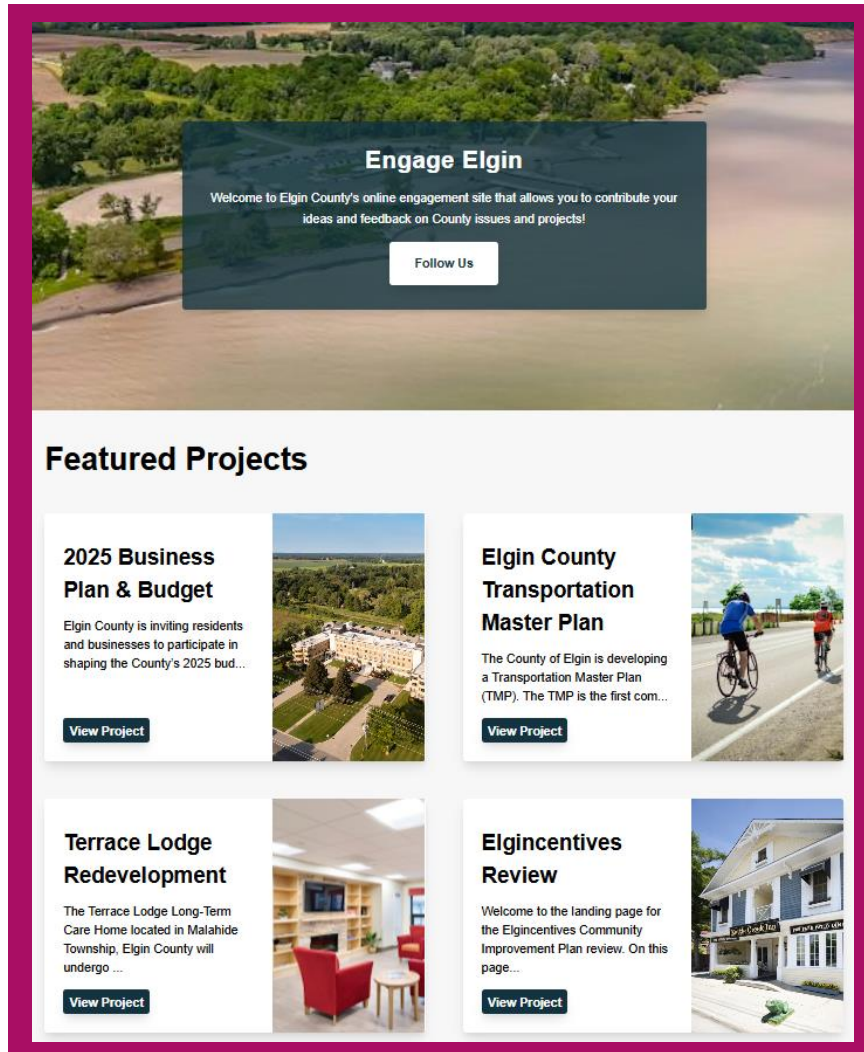 Engage Elgin
Welcome to Elgin County's online engagement site that allows you to contribute your
ideas and feedback on County issues and projects!
Follow Us
Featured Projects
2025 Business
Plan & Budget
Elgin County is inviting residents
and businesses to participate in
shaping the County's 2025 bud...
View Project
Elgin County
Transportation
Master Plan
The County of Elgin is developing
a Transportation Master Plan
(TMP). The TMP is the first com...
View Project
Terrace Lodge
Redevelopment
The Terrace Lodge Long-Term
Care Home located in Malahide
Township, Elgin County will
undergo ...
View Project
Elgincentives
Review
Welcome to the landing page for
the Elgincentives Community
Improvement Plan review. On this
page...
View Project